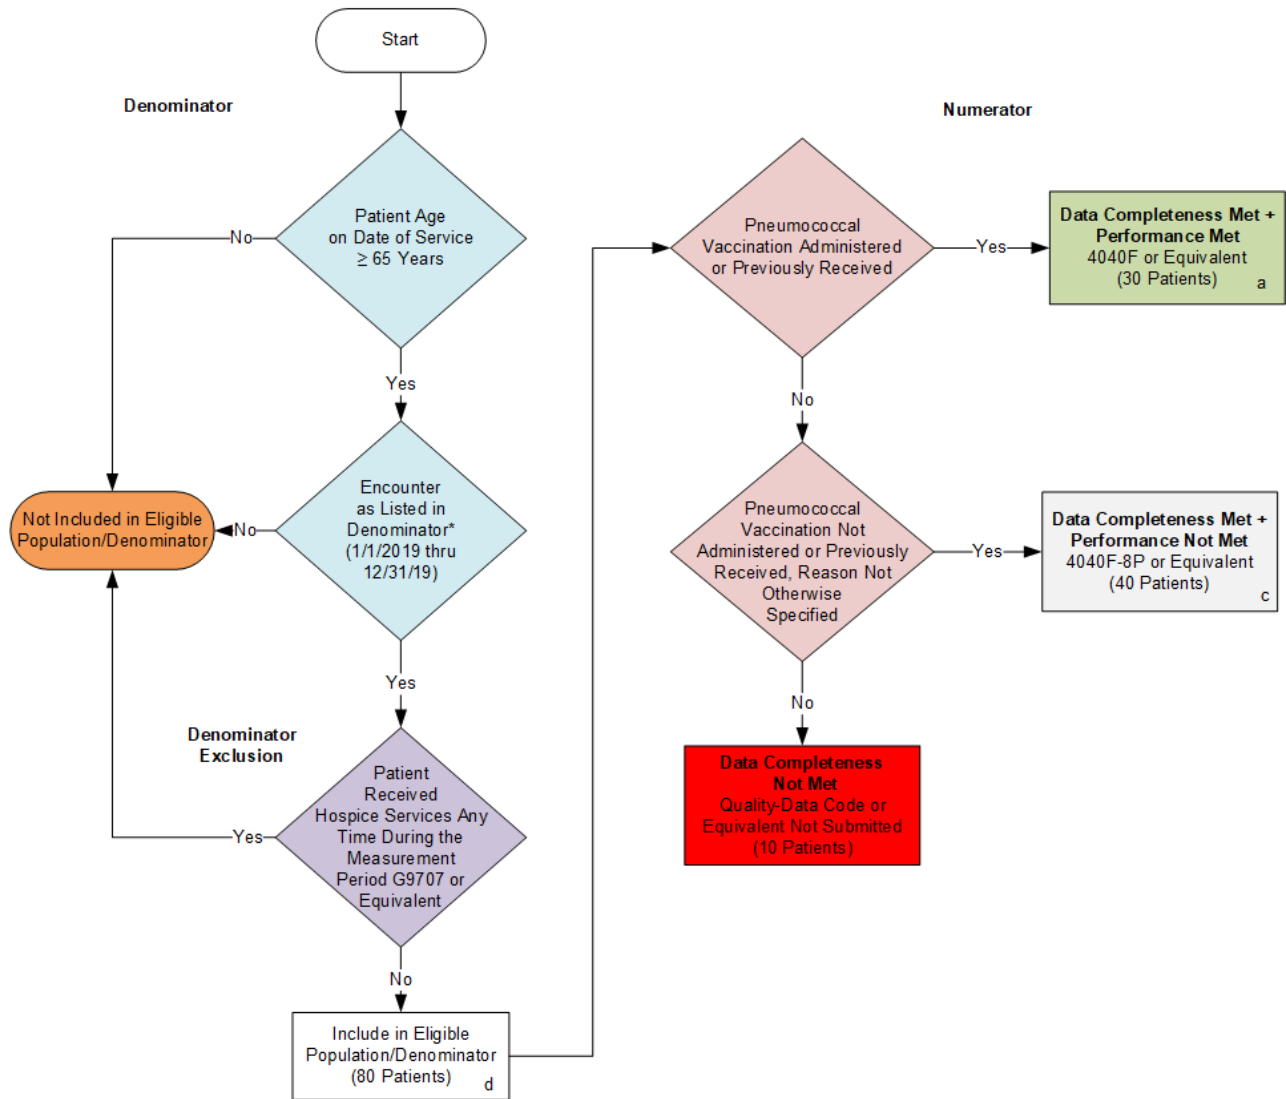 Start
Denominator
Patient Age
on Date of Service
≥ 65 Years
No
Yes
Encounter
as Listed in
Denominator*
(1/1/2019 thru
12/31/19)
No
Not Included in Eligible
Population/Denominator
Yes
Denominator
Exclusion
Patient
Received
Hospice Services Any
Time During the
Measurement
Period G9707 or
Equivalent
Yes
No
Include in Eligible
Population/Denominator
(80 Patients)
d
Numerator
Pneumococcal
Vaccination Administered
or Previously Received
Yes
Data Completeness Met +
Performance Met
4040F or Equivalent
(30 Patients)
a
No
Pneumococcal
Vaccination Not
Administered or Previously
Received, Reason Not
Otherwise
Specified
Yes
Data Completeness Met +
Performance Not Met
4040F-8P or Equivalent
(40 Patients)
c
No
Data Completeness
Not Met
Quality-Data Code or
Equivalent Not Submitted
(10 Patients)